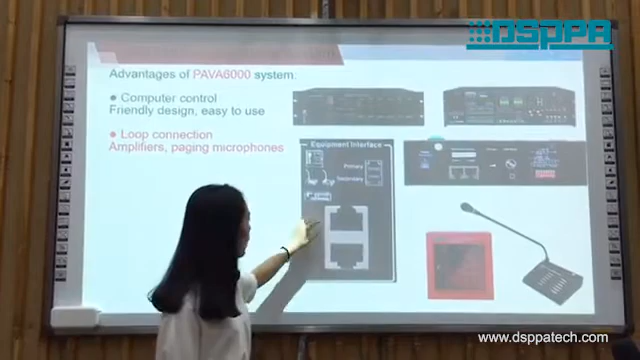 DSPPA
Advantages of PAVA6000 system:
● Computer control
Friendly design, easy to use
● Loop connection
Amplifiers, paging microphones
Equipment Interface
Primary
Secondary
www.dsppatech.com